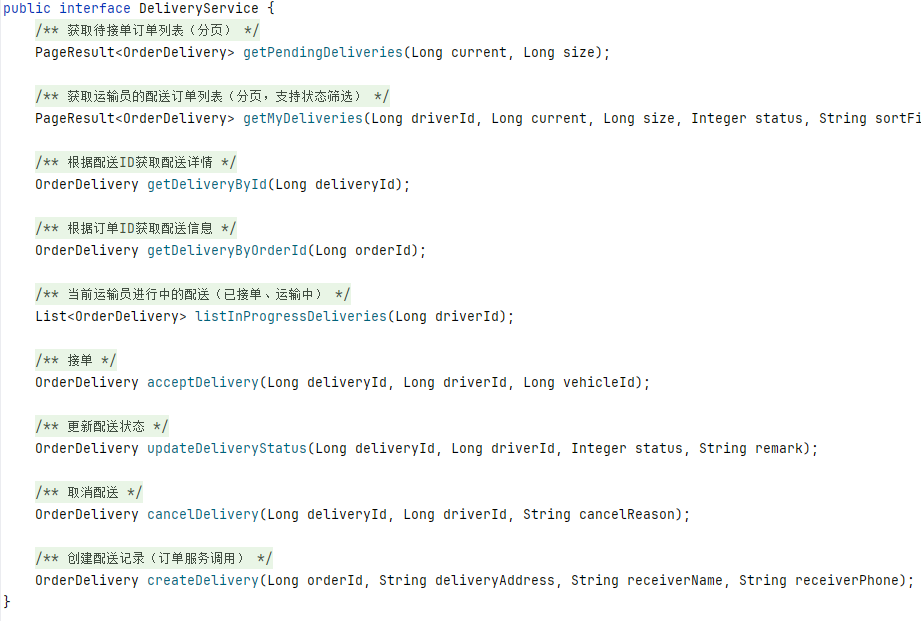 public interface DeliveryService {
/** 获取待接单订单列表（分页） */
PageResult<OrderDelivery> getPendingDeliveries(Long current, Long size);
/** 获取运输员的配送订单列表（分页，支持状态筛选） */
PageResult<OrderDelivery> getMyDeliveries(Long driverId, Long current, Long size, Integer status, String sortFi
/** 根据配送ID获取配送详情 */
OrderDelivery getDeliveryById(Long deliveryId);
/** 根据订单ID获取配送信息 */
OrderDelivery getDeliveryByOrderId(Long orderId);
/** 当前运输员进行中的配送（已接单、运输中） */
List<OrderDelivery> listInProgressDeliveries(Long driverId);
/** 接单 */
OrderDelivery acceptDelivery(Long deliveryId, Long driverId, Long vehicleId);
/** 更新配送状态 */
OrderDelivery updateDeliveryStatus(Long deliveryId, Long driverId, Integer status, String remark);
/** 取消配送 */
OrderDelivery cancelDelivery(Long deliveryId, Long driverId, String cancelReason);
/** 创建配送记录（订单服务调用） */
OrderDelivery createDelivery(Long orderId, String deliveryAddress, String receiverName, String receiverPhone);
}